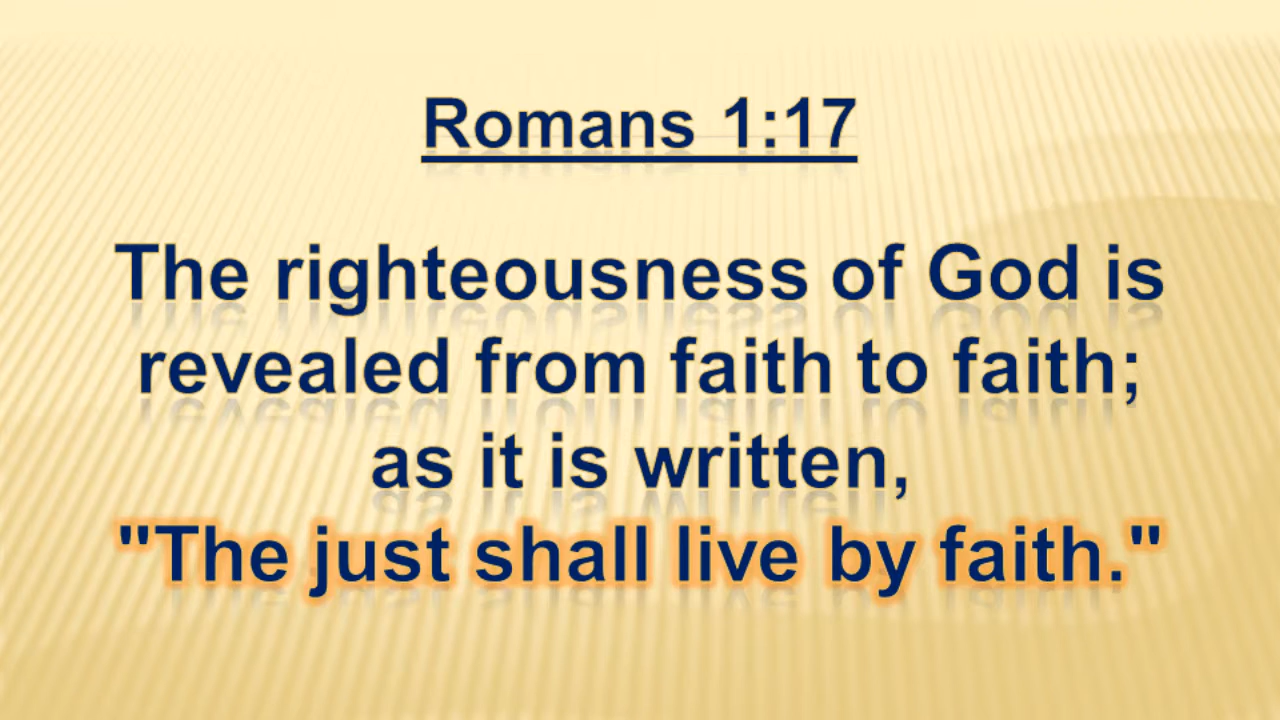 Romans 1:17
The righteousness of God is
revealed from faith to faith;
as it is written,
"The just shall live by faith."